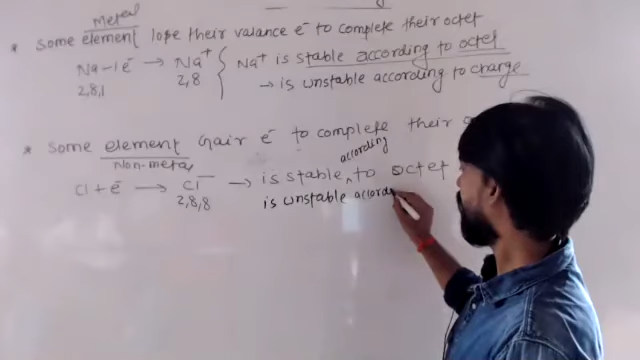 Metal
* some element lose their valance e⁻ to complete their octet
Na-1e⁻ → Na⁺ { Na⁺ is stable according to octet
2,8,1 2,8 → is unstable according to charge
* some element Gair e⁻ to complete their
Non-metal
according
Cl + e⁻ → Cl⁻ → is stable ^ to octet
2,8,8 is unstable accord